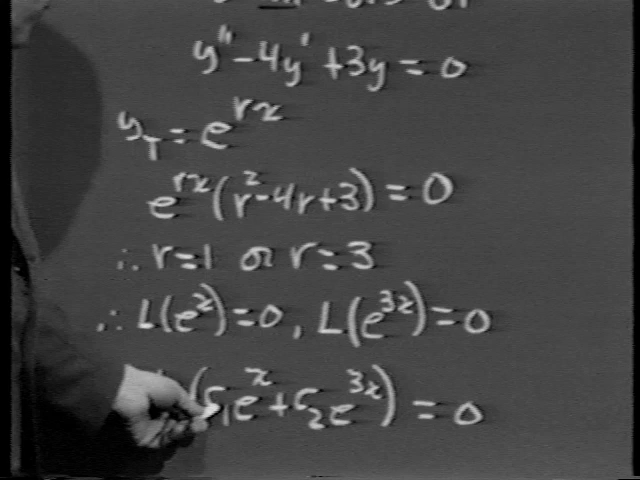 y'' - 4y' + 3y = 0
y_T = e^{rx}
e^{rx}(r^2 - 4r + 3) = 0
∴ r = 1 or r = 3
∴ L(e^x) = 0, L(e^{3x}) = 0
(c_1e^x + c_2e^{3x}) = 0